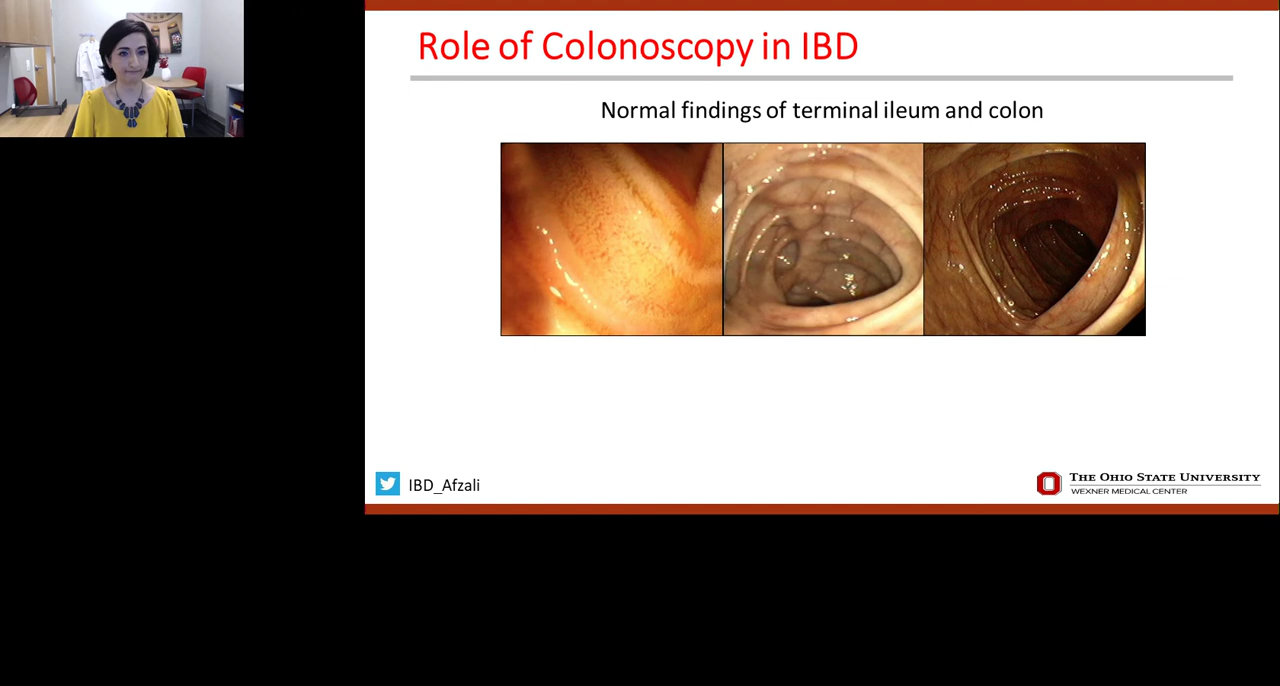 Role of Colonoscopy in IBD
Normal findings of terminal ileum and colon
IBD_Afzali
THE OHIO STATE UNIVERSITY
WEXNER MEDICAL CENTER